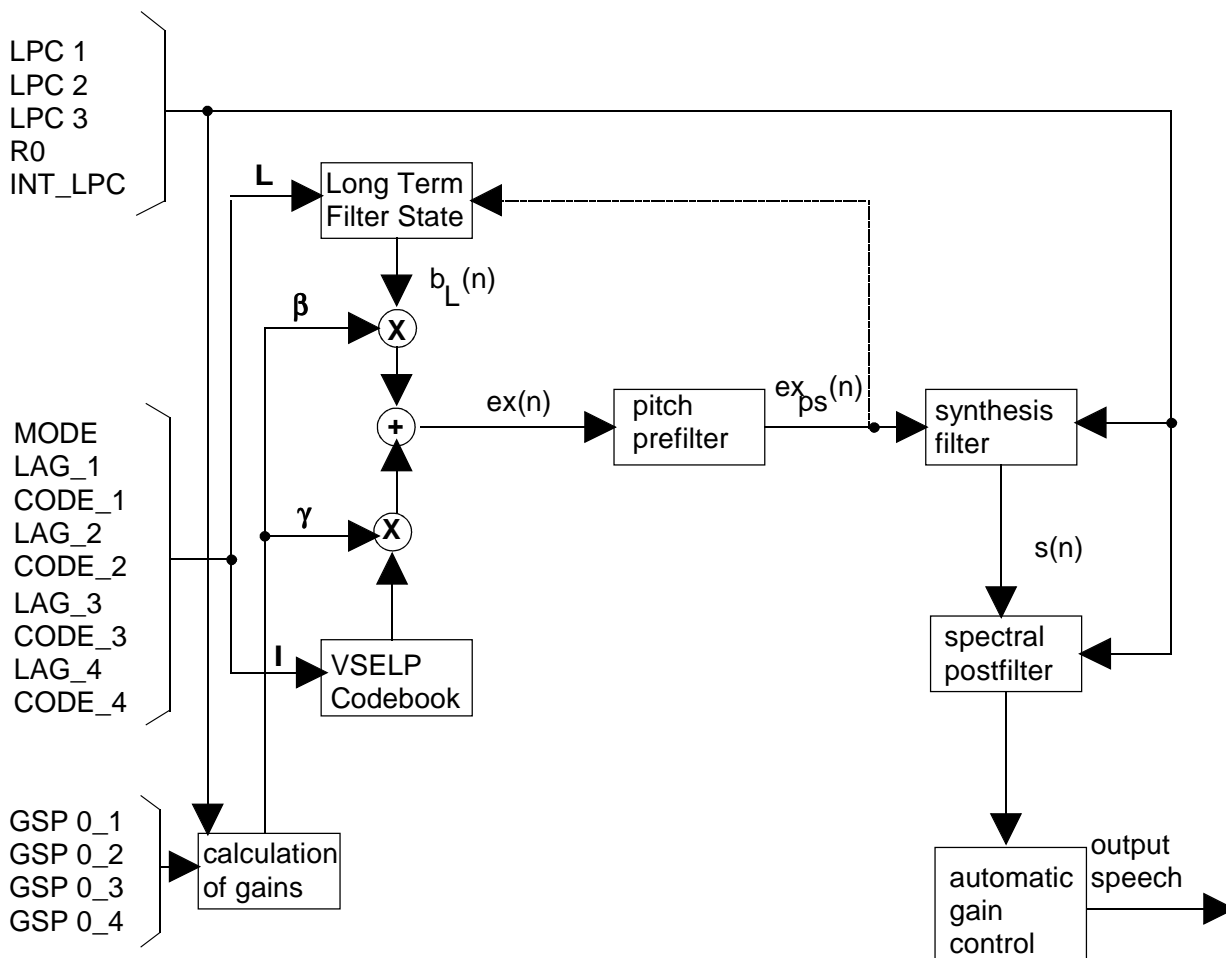 LPC 1
LPC 2
LPC 3
R0
INT_LPC
L
Long Term
Filter State
b_L(n)
β
X
+
ex(n)
pitch
prefilter
ex_ps(n)
synthesis
filter
MODE
LAG_1
CODE_1
LAG_2
CODE_2
LAG_3
CODE_3
LAG_4
CODE_4
γ
X
s(n)
I
VSELP
Codebook
spectral
postfilter
GSP 0_1
GSP 0_2
GSP 0_3
GSP 0_4
calculation
of gains
automatic
gain
control
output
speech